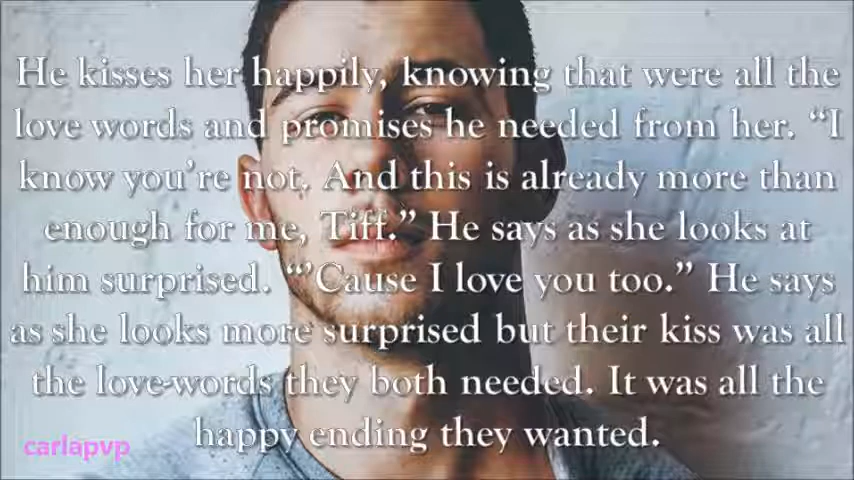 He kisses her happily, knowing that were all the
love words and promises he needed from her. “I
know you’re not. And this is already more than
enough for me, Tiff.” He says as she looks at
him surprised. “’Cause I love you too.” He says
as she looks more surprised but their kiss was all
the love-words they both needed. It was all the
happy ending they wanted.
carlapvp